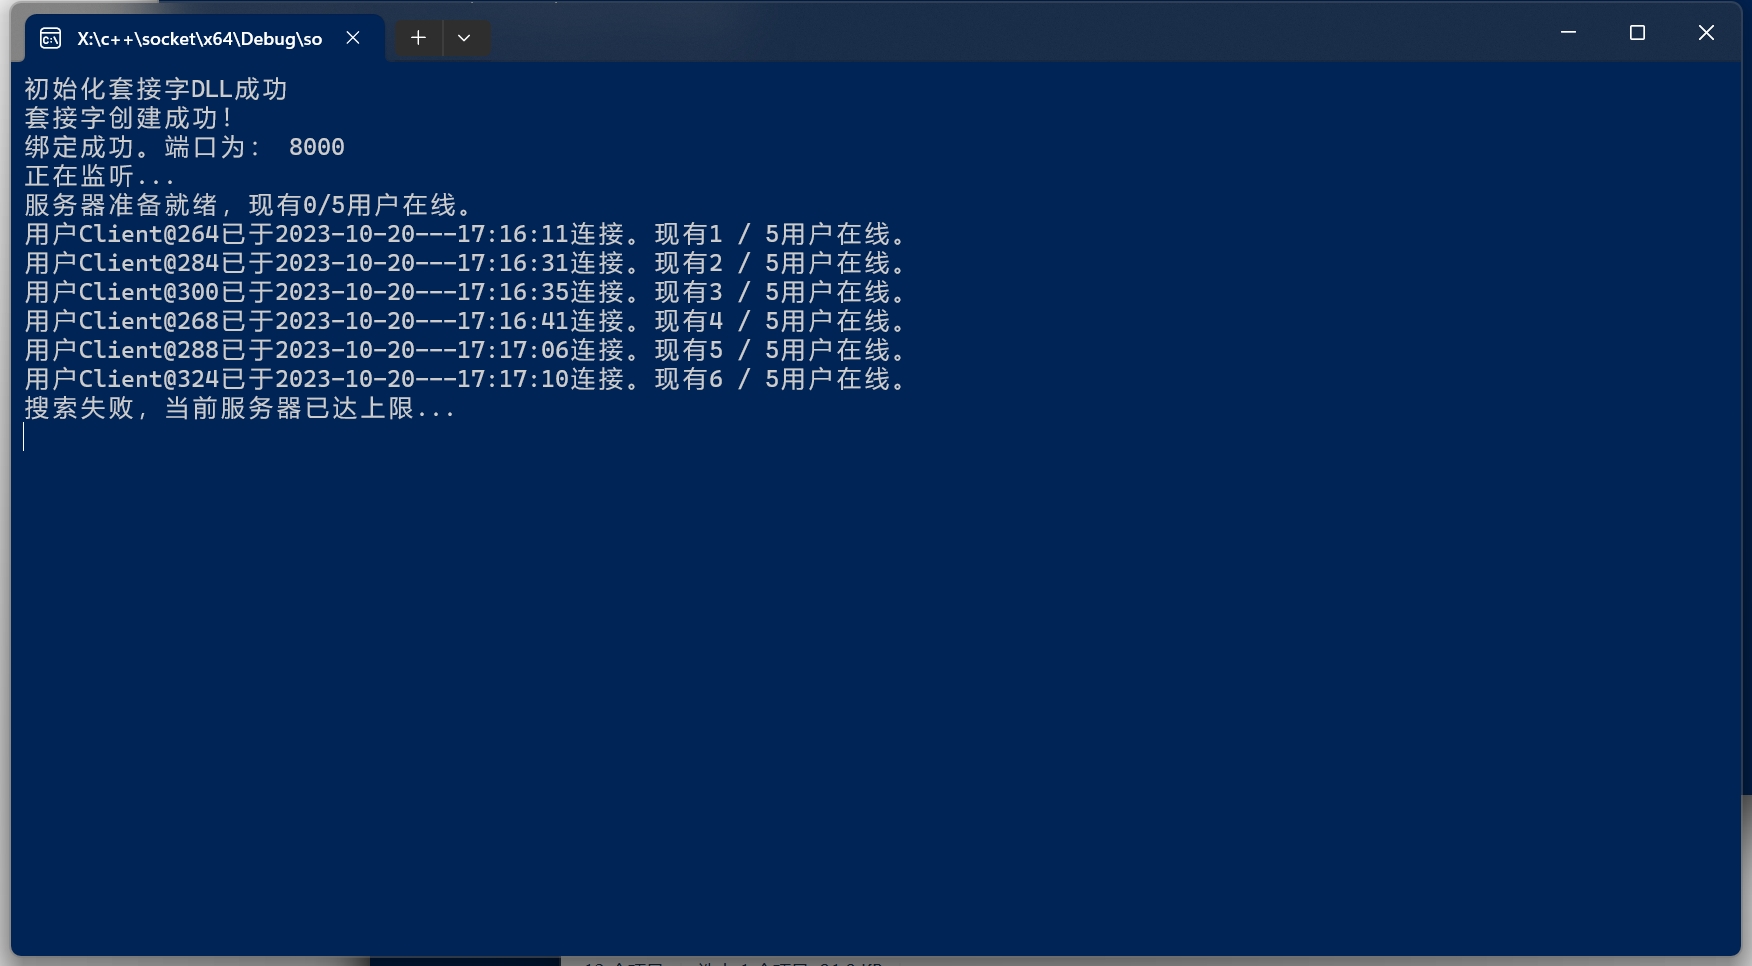 X:\c++\socket\x64\Debug\so
初始化套接字DLL成功
套接字创建成功!
绑定成功。端口为: 8000
正在监听...
服务器准备就绪, 现有0/5用户在线。
用户Client@264已于2023-10-20---17:16:11连接。现有1 / 5用户在线。
用户Client@284已于2023-10-20---17:16:31连接。现有2 / 5用户在线。
用户Client@300已于2023-10-20---17:16:35连接。现有3 / 5用户在线。
用户Client@268已于2023-10-20---17:16:41连接。现有4 / 5用户在线。
用户Client@288已于2023-10-20---17:17:06连接。现有5 / 5用户在线。
用户Client@324已于2023-10-20---17:17:10连接。现有6 / 5用户在线。
搜索失败, 当前服务器已达上限...